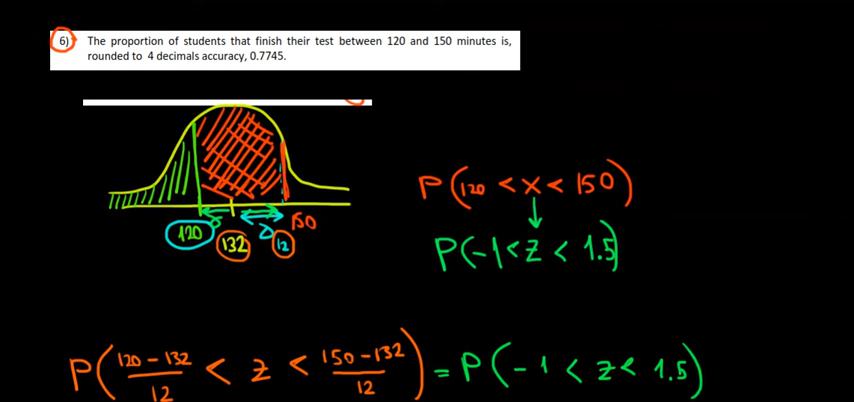 6) The proportion of students that finish their test between 120 and 150 minutes is,
rounded to 4 decimals accuracy, 0.7745.
P(120 < x < 150)
120 132 12 150
P(-1 < z < 1.5)
P(120-132/12 < z < 150-132/12) = P(-1 < z < 1.5)